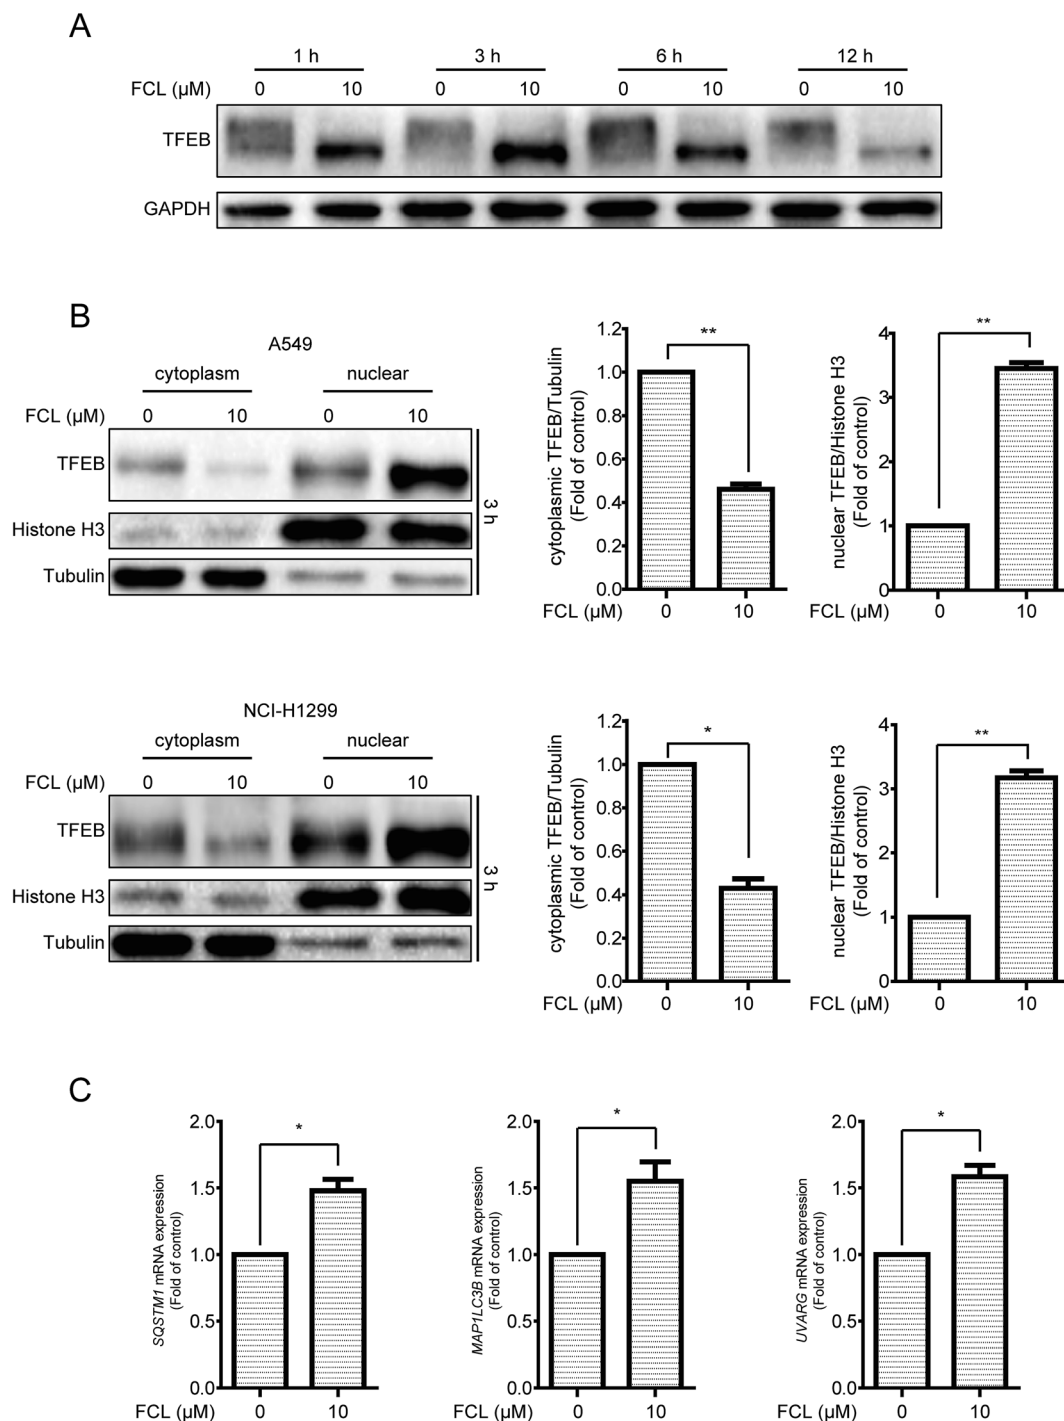 A
1 h 3 h 6 h 12 h
FCL (µM) 0 10 0 10 0 10 0 10
TFEB
GAPDH
B
A549
cytoplasm nuclear
FCL (µM) 0 10 0 10
TFEB
Histone H3
Tubulin
3 h
cytoplasmic TFEB/Tubulin
(Fold of control)
1.2
1.0
0.8
0.6
0.4
0.2
0.0
**
FCL (µM) 0 10
nuclear TFEB/Histone H3
(Fold of control)
4
3
2
1
0
**
FCL (µM) 0 10
NCI-H1299
cytoplasm nuclear
FCL (µM) 0 10 0 10
TFEB
Histone H3
Tubulin
3 h
cytoplasmic TFEB/Tubulin
(Fold of control)
1.2
1.0
0.8
0.6
0.4
0.2
0.0
*
FCL (µM) 0 10
nuclear TFEB/Histone H3
(Fold of control)
4
3
2
1
0
**
FCL (µM) 0 10
C
SQSTM1 mRNA expression
(Fold of control)
2.0
1.5
1.0
0.5
0.0
*
FCL (µM) 0 10
MAP1LC3B mRNA expression
(Fold of control)
2.0
1.5
1.0
0.5
0.0
*
FCL (µM) 0 10
UVARG mRNA expression
(Fold of control)
2.0
1.5
1.0
0.5
0.0
*
FCL (µM) 0 10